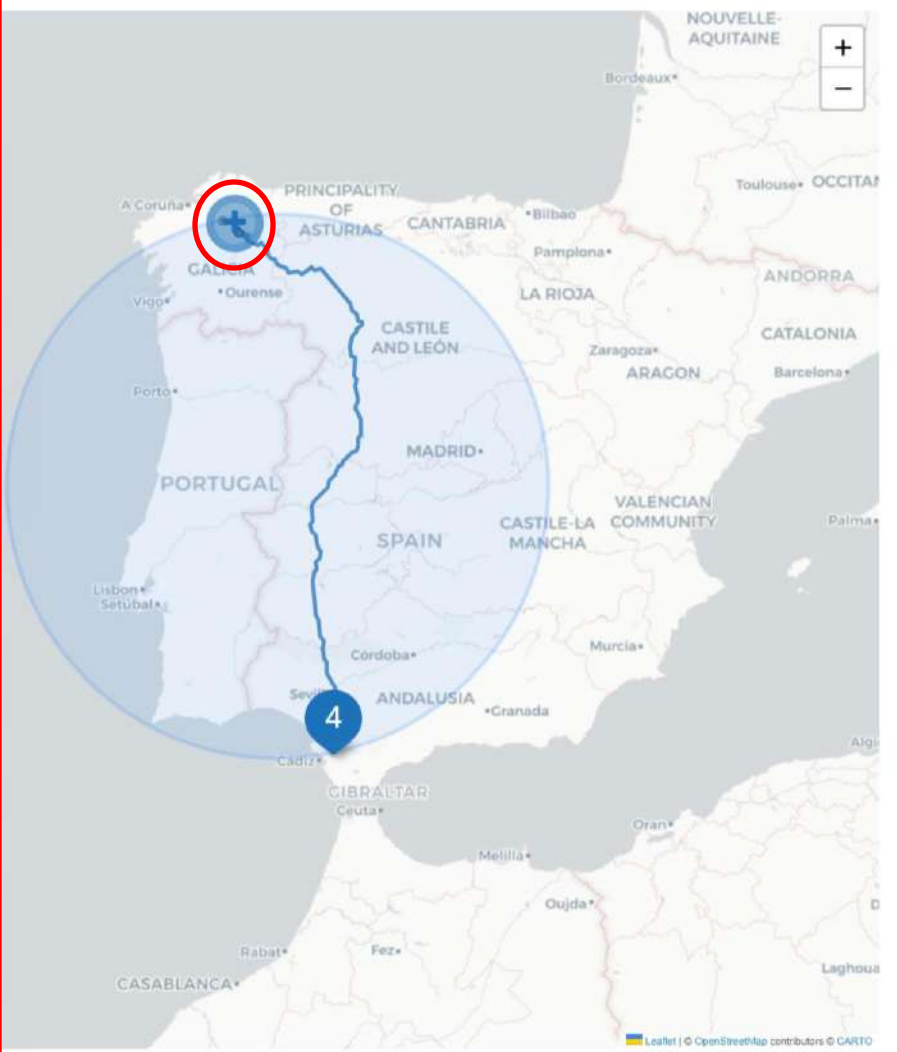 NOUVELLE-
AQUITAINE
+
−
Bordeaux
Toulouse
OCCITAN
A Coruña
PRINCIPALITY
OF
ASTURIAS
CANTABRIA
Bilbao
Pamplona
ANDORRA
GALICIA
Ourense
Vigo
LA RIOJA
CASTILE
AND LEÓN
CATALONIA
Zaragoza
ARAGON
Barcelona
Porto
MADRID
PORTUGAL
VALENCIAN
COMMUNITY
CASTILE-LA
MANCHA
Palma
SPAIN
Lisbon
Setúbal
Murcia
Córdoba
Sevill
ANDALUSIA
Granada
4
Algi
Cádiz
GIBRALTAR
Ceuta
Oran
Melilla
Oujda
Rabat
Fez
Laghoua
CASABLANCA
Leaflet | © OpenStreetMap contributors © CARTO